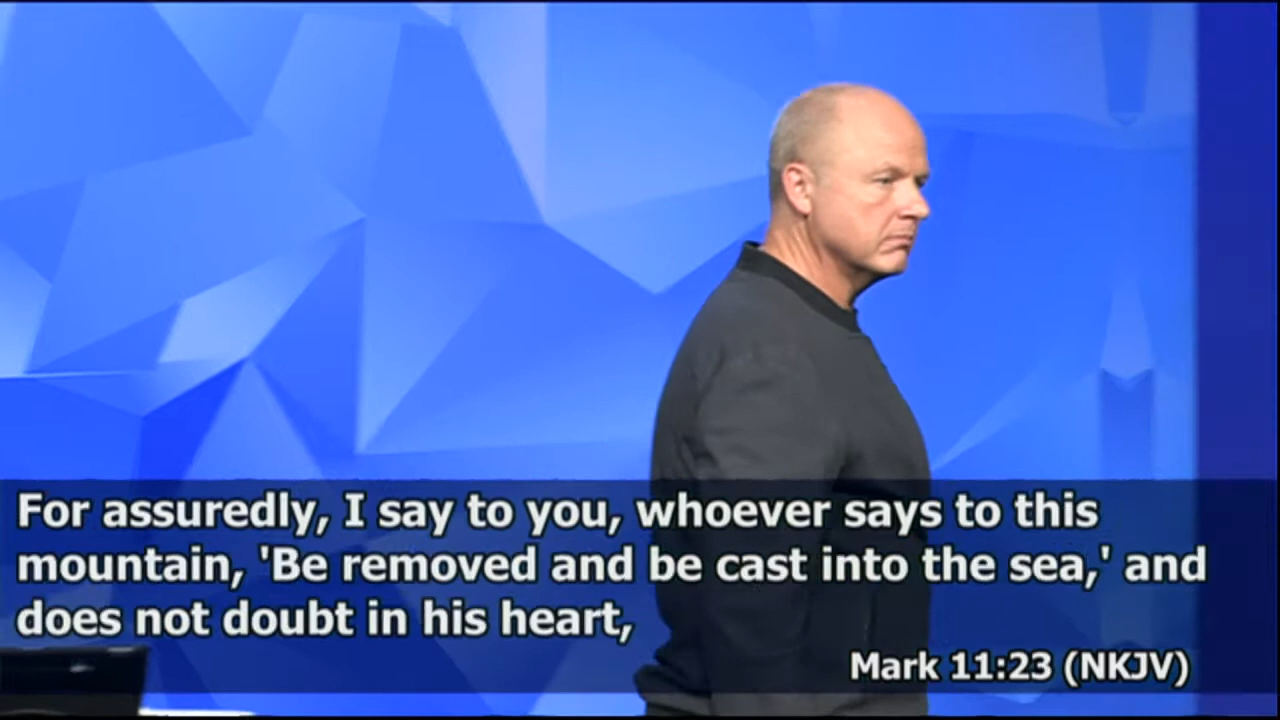 For assuredly, I say to you, whoever says to this
mountain, 'Be removed and be cast into the sea,' and
does not doubt in his heart,
Mark 11:23 (NKJV)